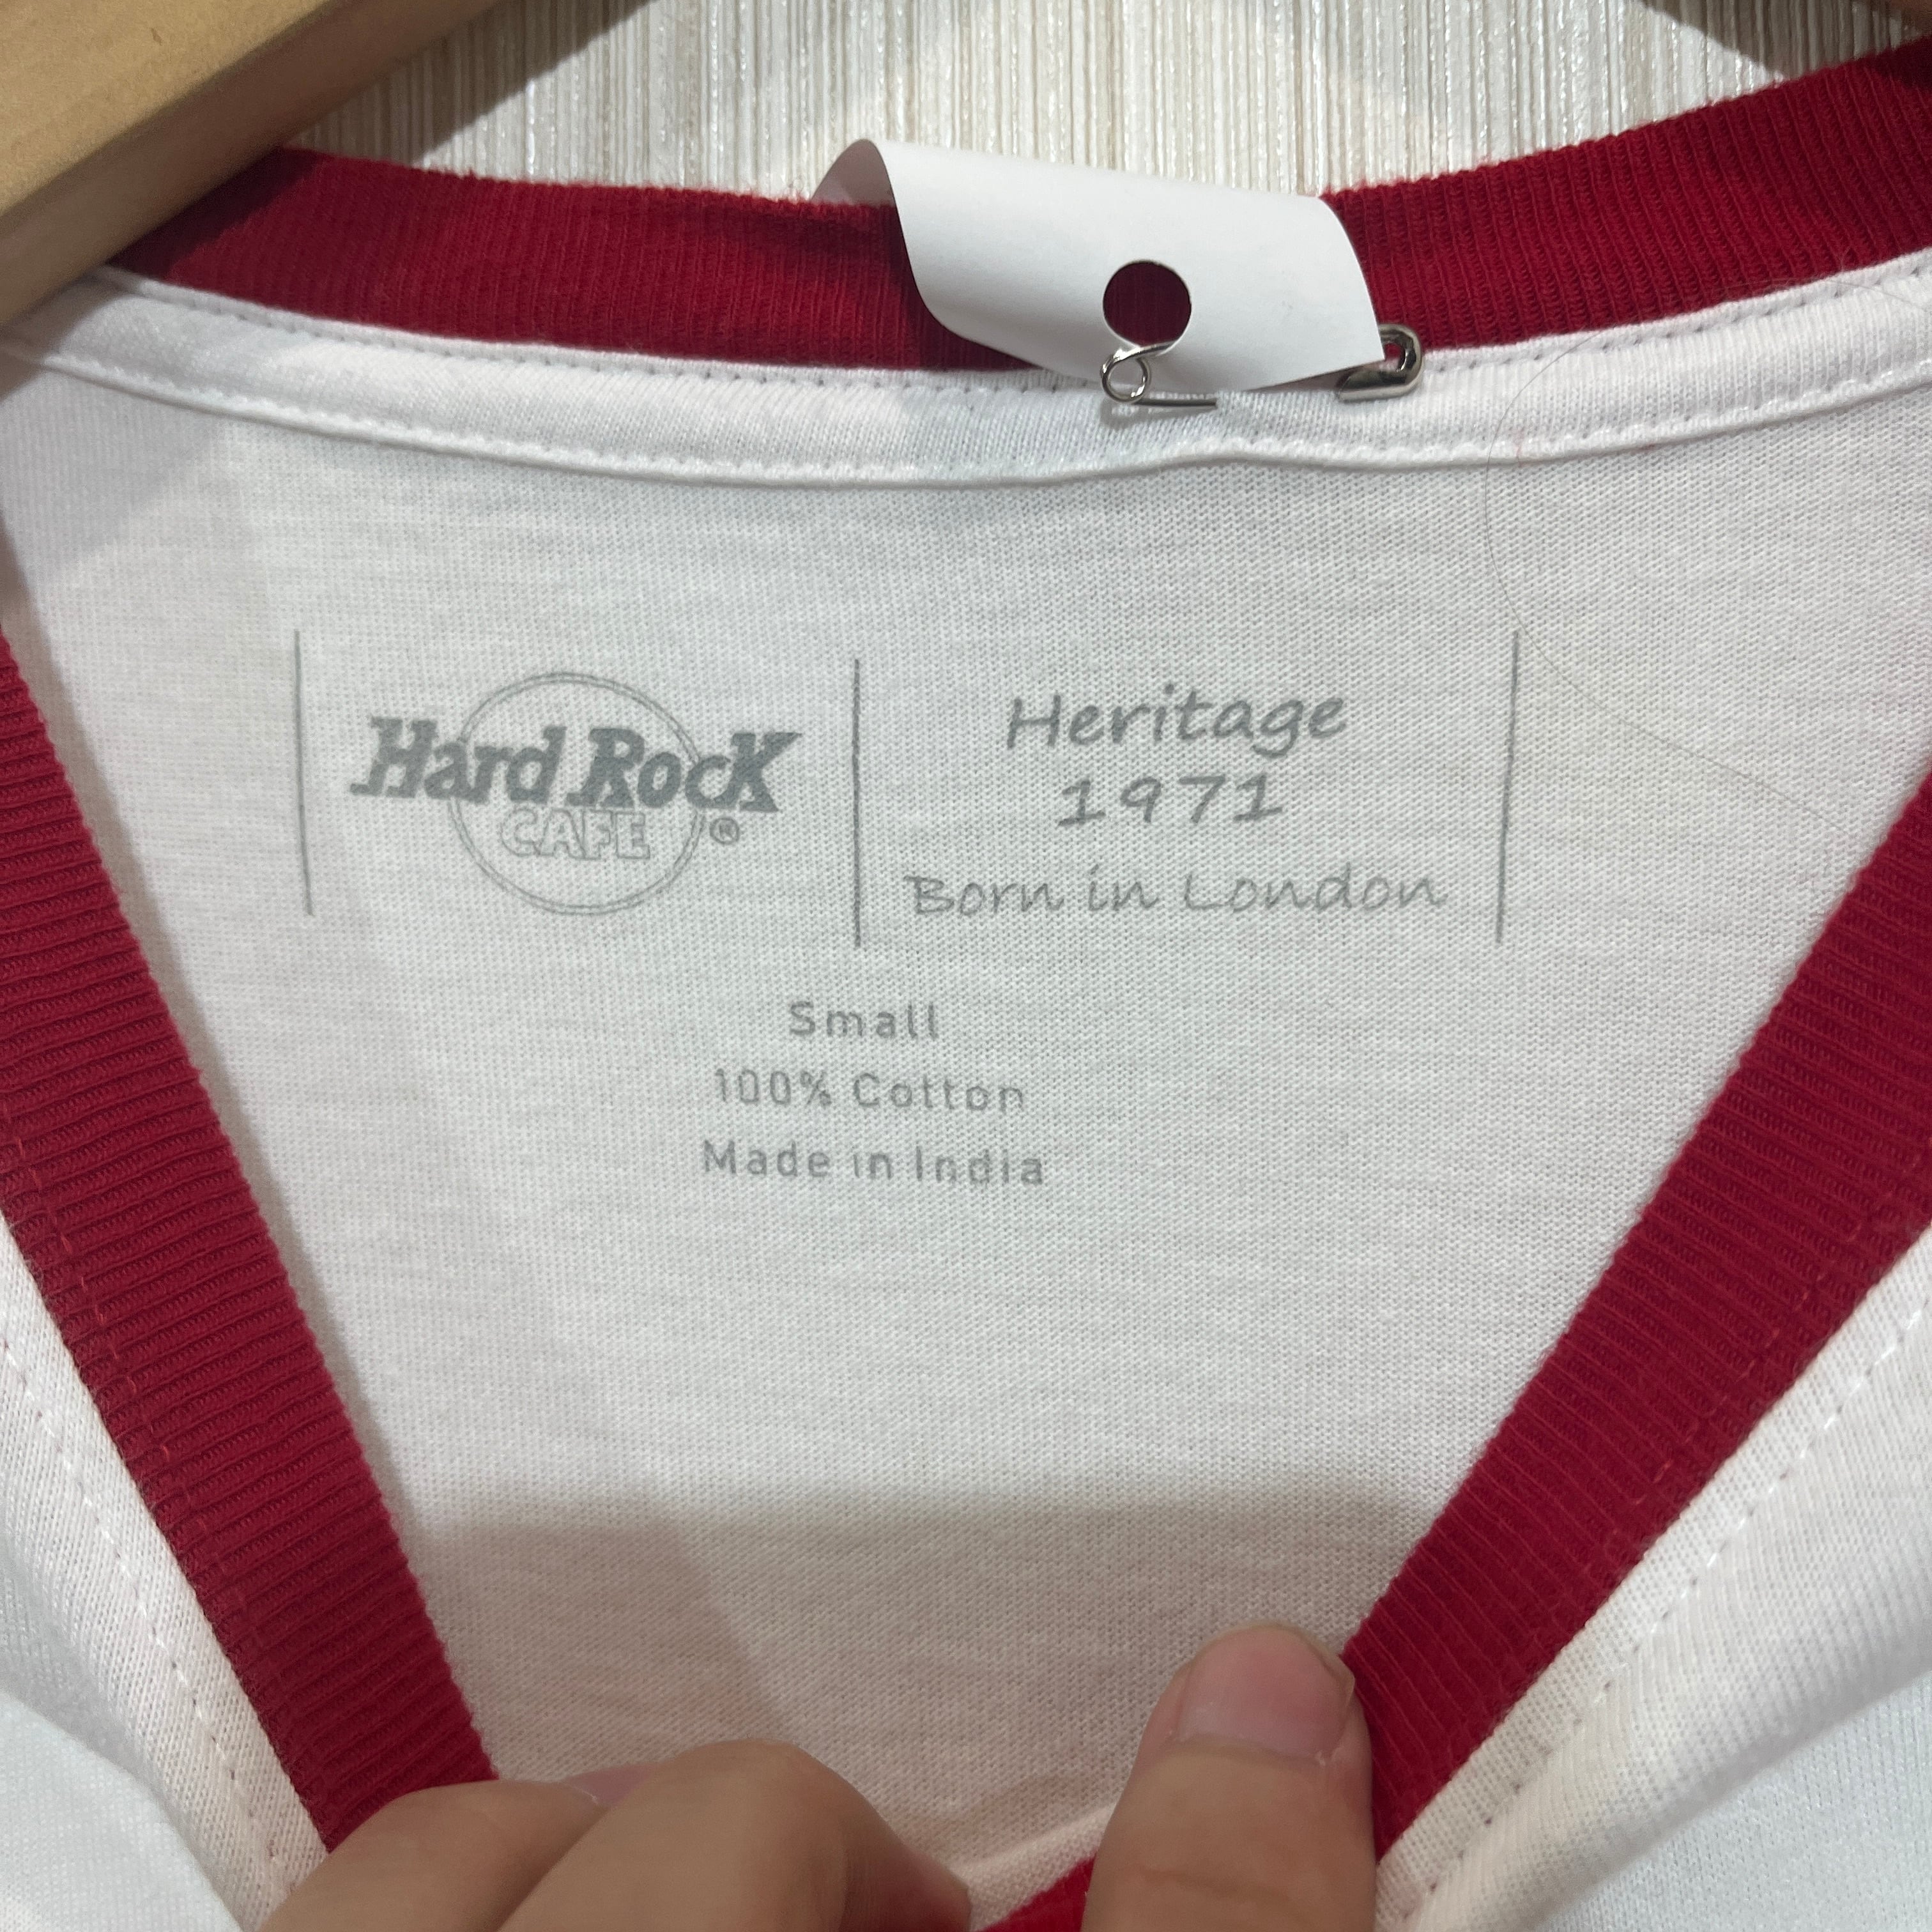 Hard Rock
CAFE®
Heritage
1971
Born in London
Small
100% Cotton
Made in India